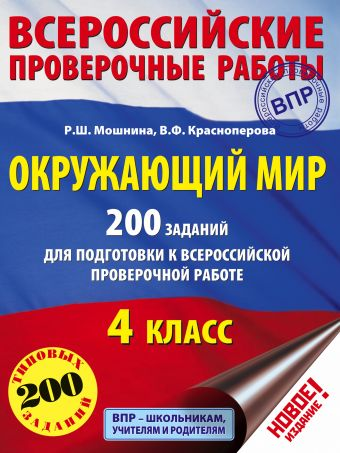 ВСЕРОССИЙСКИЕ
ПРОВЕРОЧНЫЕ РАБОТЫ
ВПР
Р.Ш. Мошнина, В.Ф. Красноперова
ОКРУЖАЮЩИЙ МИР
200 ЗАДАНИЙ
ДЛЯ ПОДГОТОВКИ К ВСЕРОССИЙСКОЙ
ПРОВЕРОЧНОЙ РАБОТЕ
4 КЛАСС
ТИПОВЫХ
200
ЗАДАНИЙ
ВПР – ШКОЛЬНИКАМ,
УЧИТЕЛЯМ И РОДИТЕЛЯМ
НОВОЕ!
ИЗДАНИЕ